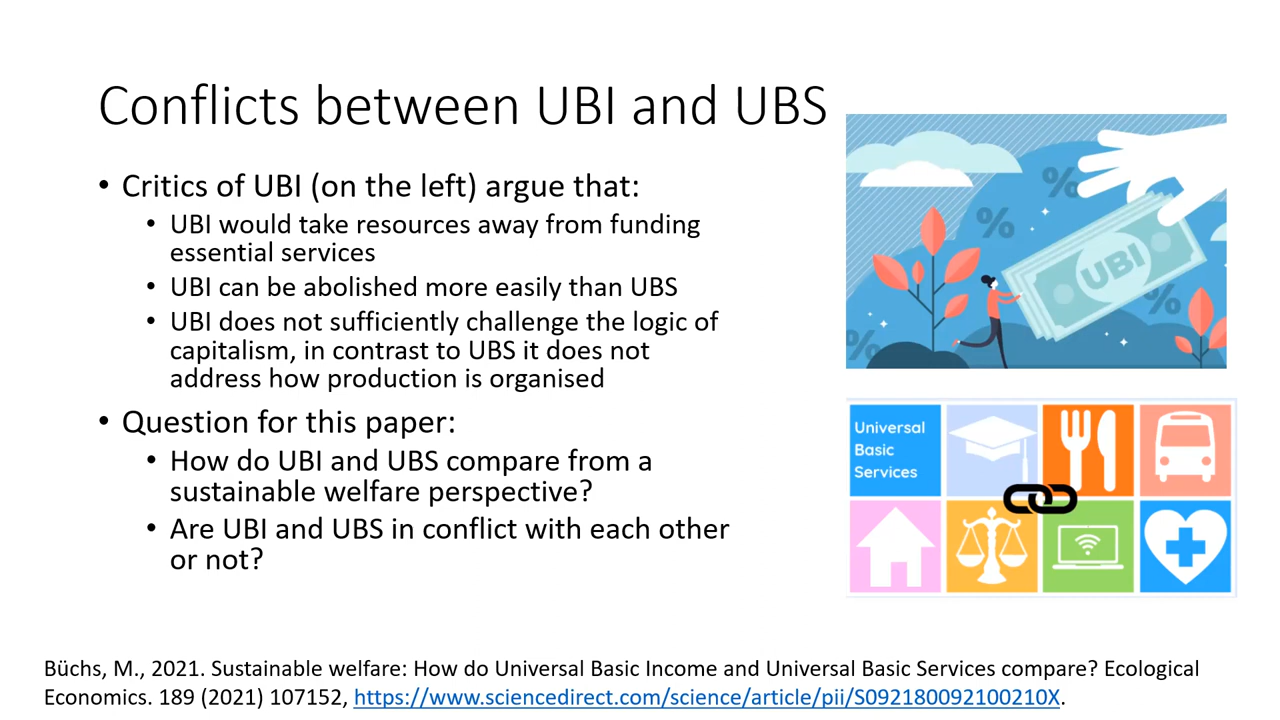 Conflicts between UBI and UBS
• Critics of UBI (on the left) argue that:
• UBI would take resources away from funding
essential services
• UBI can be abolished more easily than UBS
• UBI does not sufficiently challenge the logic of
capitalism, in contrast to UBS it does not
address how production is organised
• Question for this paper:
• How do UBI and UBS compare from a
sustainable welfare perspective?
• Are UBI and UBS in conflict with each other
or not?
%
%
%
%
UBI
Universal
Basic
Services
Büchs, M., 2021. Sustainable welfare: How do Universal Basic Income and Universal Basic Services compare? Ecological
Economics. 189 (2021) 107152, https://www.sciencedirect.com/science/article/pii/S092180092100210X.